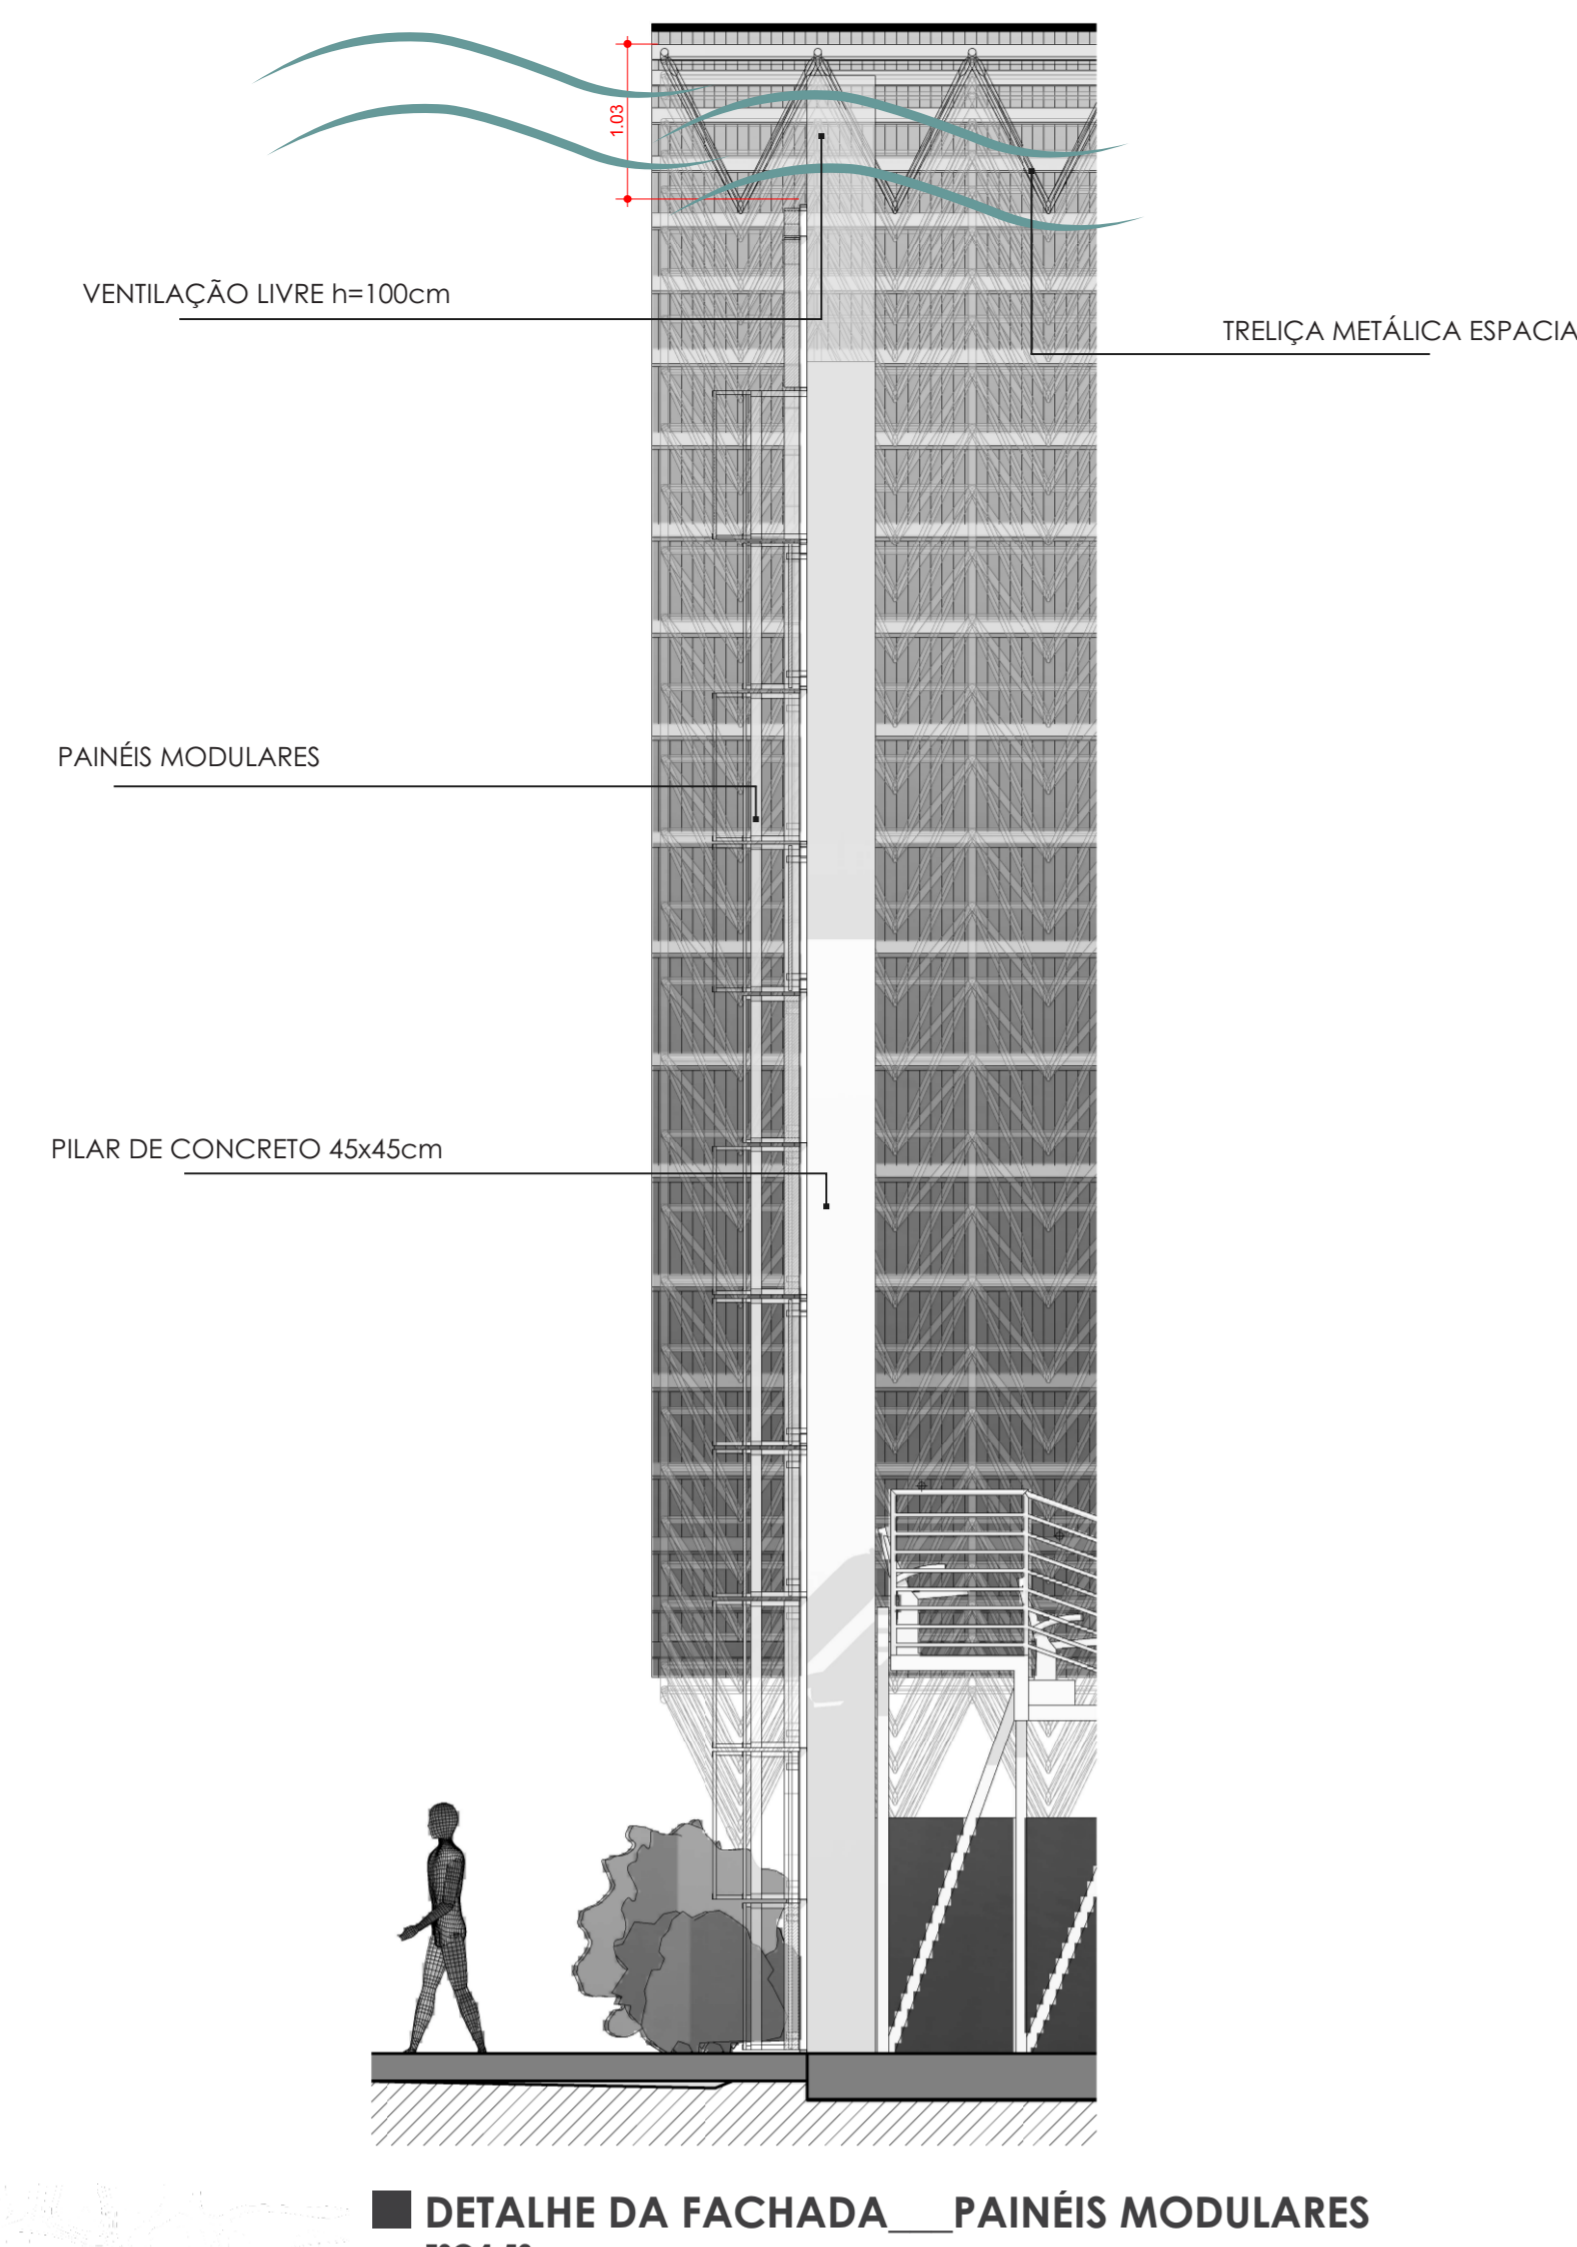 1.03
VENTILAÇÃO LIVRE h=100cm
TRELIÇA METÁLICA ESPACIA
PAINÉIS MODULARES
PILAR DE CONCRETO 45x45cm
DETALHE DA FACHADA___PAINÉIS MODULARES